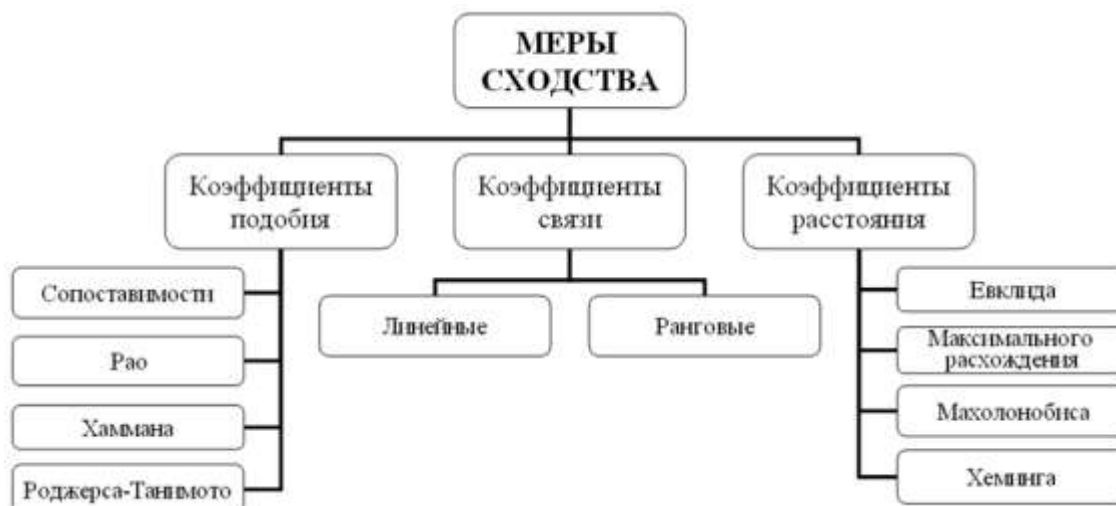 МЕРЫ
СХОДСТВА
Коэффициенты
подобия
Коэффициенты
связи
Коэффициенты
расстояния
Сопоставимости
Рао
Хаммана
Роджерса-Танимото
Линейные
Ранговые
Евклида
Максимального
расхождения
Махолонобиса
Хеминга